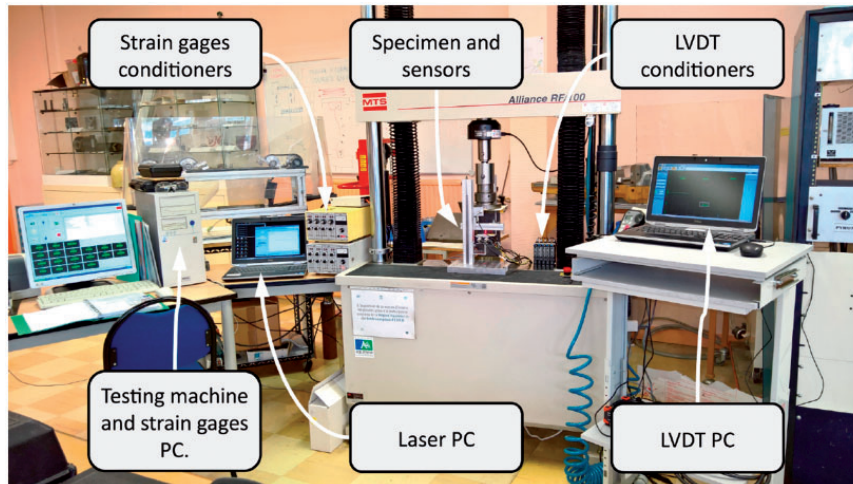 Strain gages
conditioners
Specimen and
sensors
LVDT
conditioners
MTS
Alliance RF/100
Testing machine
and strain gages
PC.
Laser PC
LVDT PC